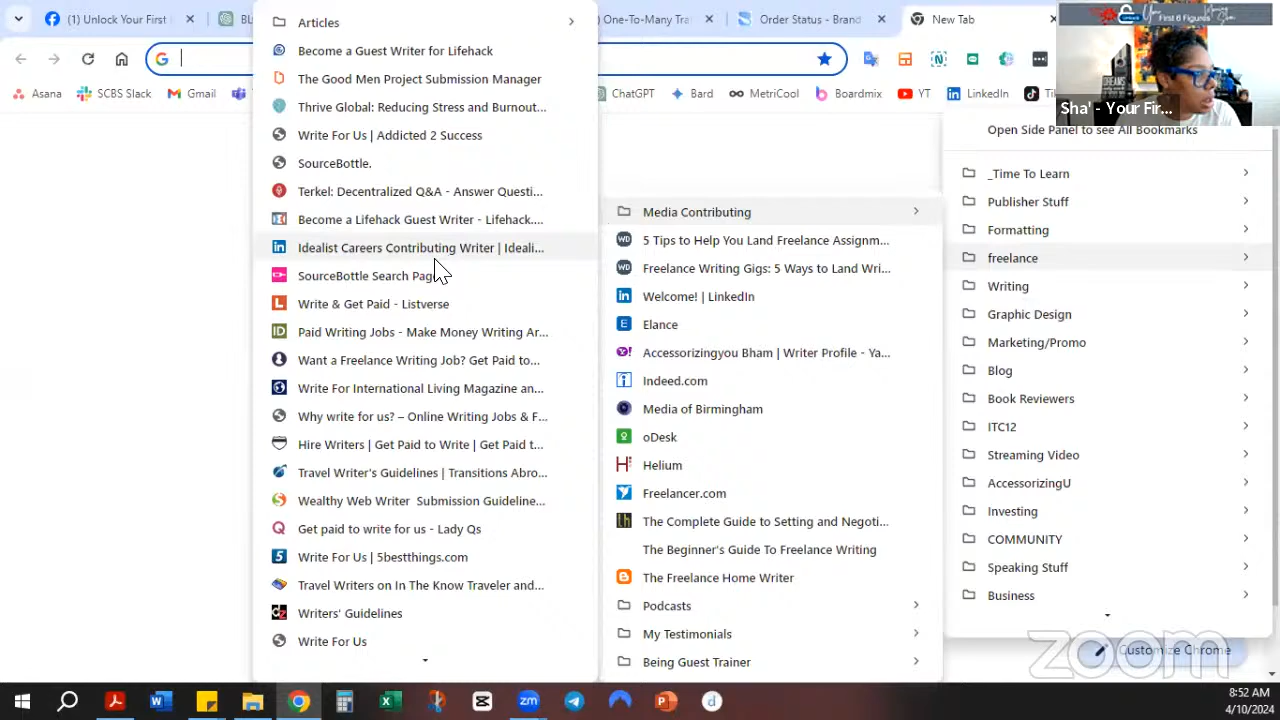 (1) Unlock Your First
Bl
One-To-Many Tra
Order Status - Brand
New Tab
First 6 Figures
Asana
SCBS Slack
Gmail
ChatGPT
Bard
MetriCool
Boardmix
YT
LinkedIn
Sha' - Your Fir...
Articles
Become a Guest Writer for Lifehack
The Good Men Project Submission Manager
Thrive Global: Reducing Stress and Burnout...
Write For Us | Addicted 2 Success
SourceBottle.
Terkel: Decentralized Q&A - Answer Questi...
Become a Lifehack Guest Writer - Lifehack....
Idealist Careers Contributing Writer | Ideali...
SourceBottle Search Page
Write & Get Paid - Listverse
Paid Writing Jobs - Make Money Writing Ar...
Want a Freelance Writing Job? Get Paid to...
Write For International Living Magazine an...
Why write for us? – Online Writing Jobs & F...
Hire Writers | Get Paid to Write | Get Paid t...
Travel Writer's Guidelines | Transitions Abro...
Wealthy Web Writer Submission Guideline...
Get paid to write for us - Lady Qs
Write For Us | 5bestthings.com
Travel Writers on In The Know Traveler and...
Writers' Guidelines
Write For Us
Media Contributing
5 Tips to Help You Land Freelance Assignm...
Freelance Writing Gigs: 5 Ways to Land Wri...
Welcome! | LinkedIn
Elance
Accessorizingyou Bham | Writer Profile - Ya...
Indeed.com
Media of Birmingham
oDesk
Helium
Freelancer.com
The Complete Guide to Setting and Negoti...
The Beginner's Guide To Freelance Writing
The Freelance Home Writer
Podcasts
My Testimonials
Being Guest Trainer
Open Side Panel to see All Bookmarks
_Time To Learn
Publisher Stuff
Formatting
freelance
Writing
Graphic Design
Marketing/Promo
Blog
Book Reviewers
ITC12
Streaming Video
AccessorizingU
Investing
COMMUNITY
Speaking Stuff
Business
Customize Chrome
zoom
8:52 AM
4/10/2024